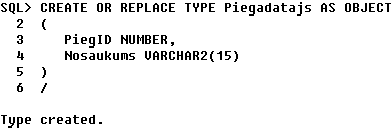 SQL> CREATE OR REPLACE TYPE Piegadatajs AS OBJECT
2 (
3 PiegID NUMBER,
4 Nosaukums VARCHAR2(15)
5 )
6 /
Type created.